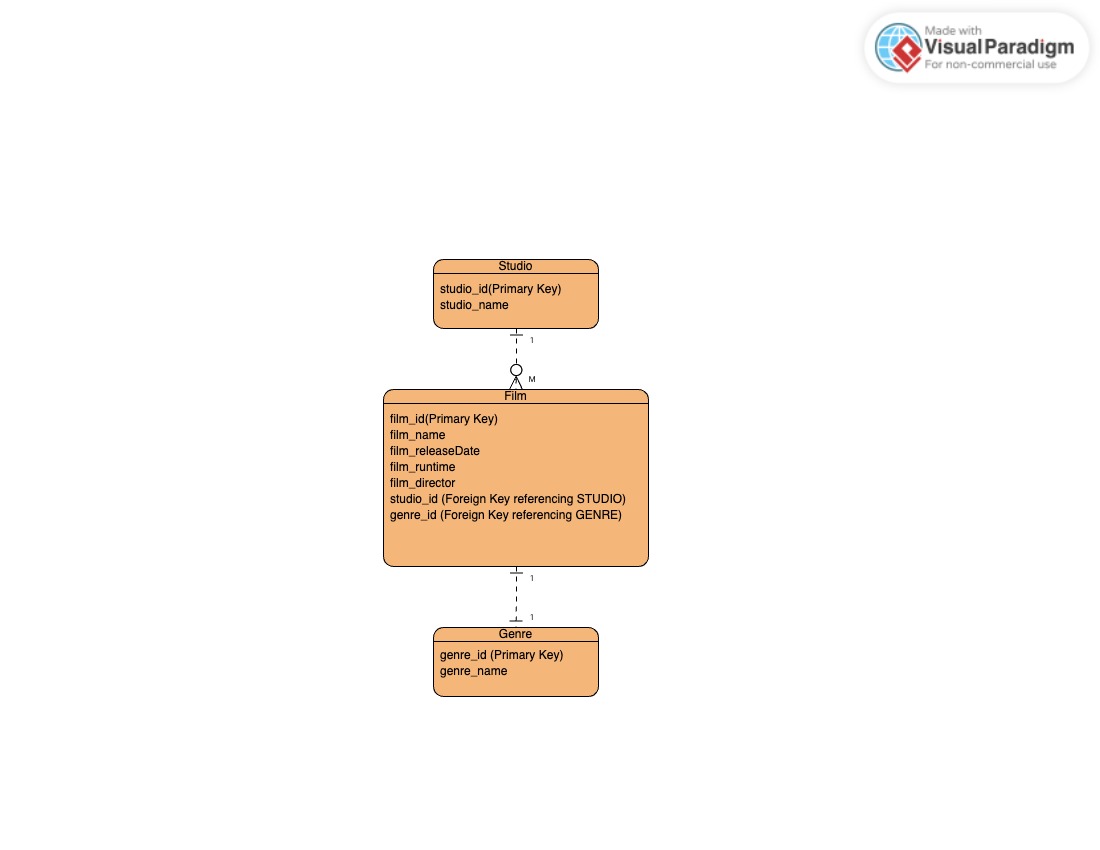 Made with
Visual Paradigm
For non-commercial use
Studio
studio_id(Primary Key)
studio_name
1
M
Film
film_id(Primary Key)
film_name
film_releaseDate
film_runtime
film_director
studio_id (Foreign Key referencing STUDIO)
genre_id (Foreign Key referencing GENRE)
1
1
Genre
genre_id (Primary Key)
genre_name